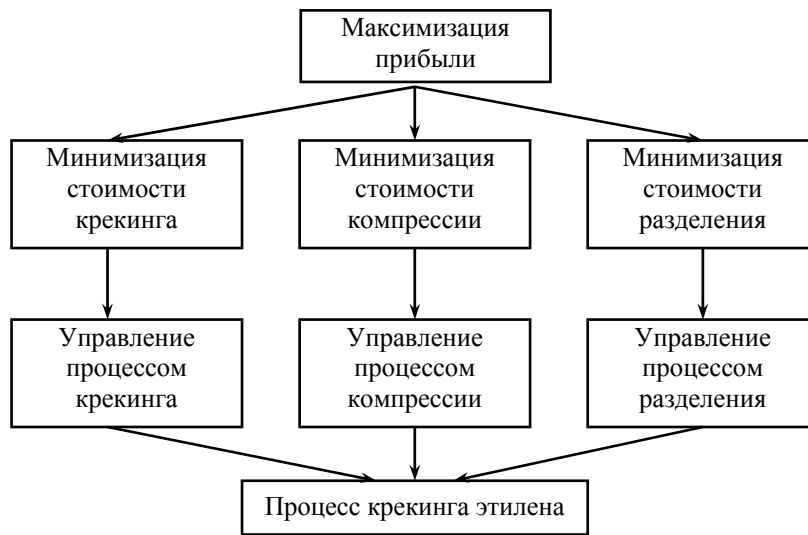 Максимизация
прибыли
Минимизация
стоимости
крекинга
Минимизация
стоимости
компрессии
Минимизация
стоимости
разделения
Управление
процессом
крекинга
Управление
процессом
компрессии
Управление
процессом
разделения
Процесс крекинга этилена